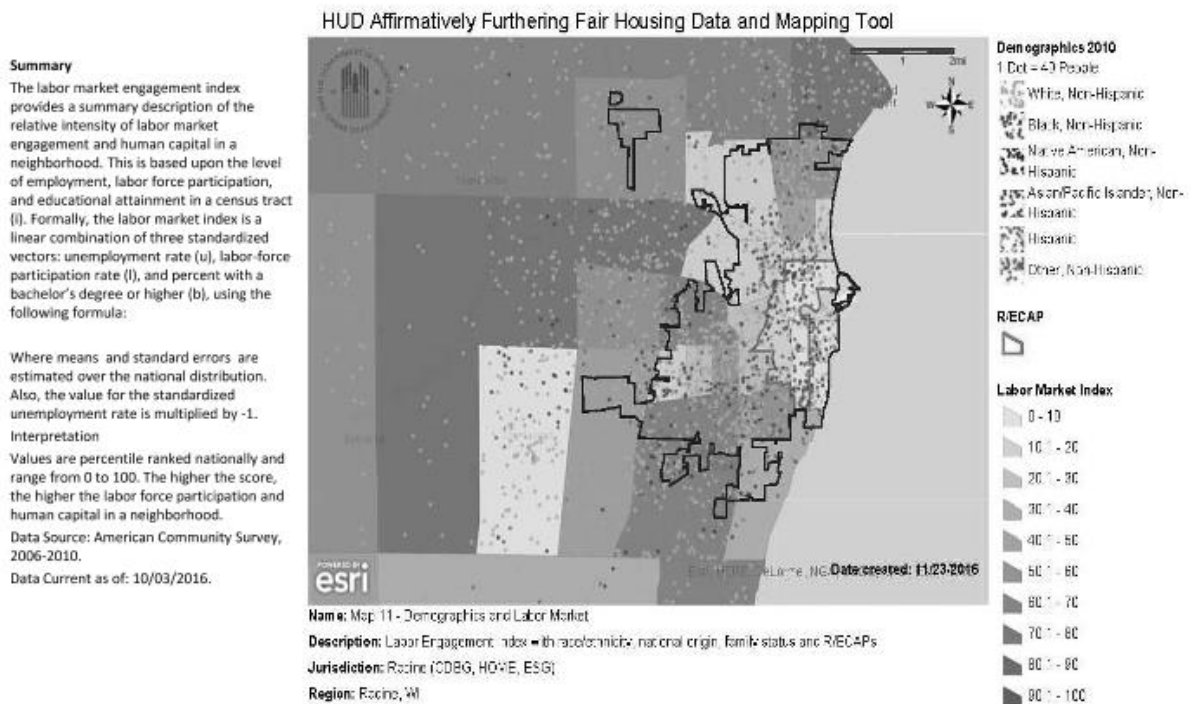 HUD Affirmatively Furthering Fair Housing Data and Mapping Tool
Summary
The labor market engagement index
provides a summary description of the
relative intensity of labor market
engagement and human capital in a
neighborhood. This is based upon the level
of employment, labor force participation,
and educational attainment in a census tract
(i). Formally, the labor market index is a
linear combination of three standardized
vectors: unemployment rate (u), labor-force
participation rate (l), and percent with a
bachelor's degree or higher (b), using the
following formula:
Where means and standard errors are
estimated over the national distribution.
Also, the value for the standardized
unemployment rate is multiplied by -1.
Interpretation
Values are percentile ranked nationally and
range from 0 to 100. The higher the score,
the higher the labor force participation and
human capital in a neighborhood.
Data Source: American Community Survey,
2006-2010.
Data Current as of: 10/03/2016.
1 2mi
N
W E
S
POWERED BY
esri
Date created: 11/23/2016
Name: Map 11 - Demographics and Labor Market
Description: Labor Engagement Index with race/ethnicity, national origin, family status and R/ECAPs
Jurisdiction: Racine (CDBG, HOME, ESG)
Region: Racine, WI
Demographics 2010
1 Dot = People
White, Non-Hispanic
Black, Non-Hispanic
Native American, Non-
Hispanic
Asian/Pacific Islander, Non-
Hispanic
Hispanic
Other, Non-Hispanic
R/ECAP
Labor Market Index
0 - 10
10.1 - 20
20.1 - 30
30.1 - 40
40.1 - 50
50.1 - 60
60.1 - 70
70.1 - 80
80.1 - 90
90.1 - 100